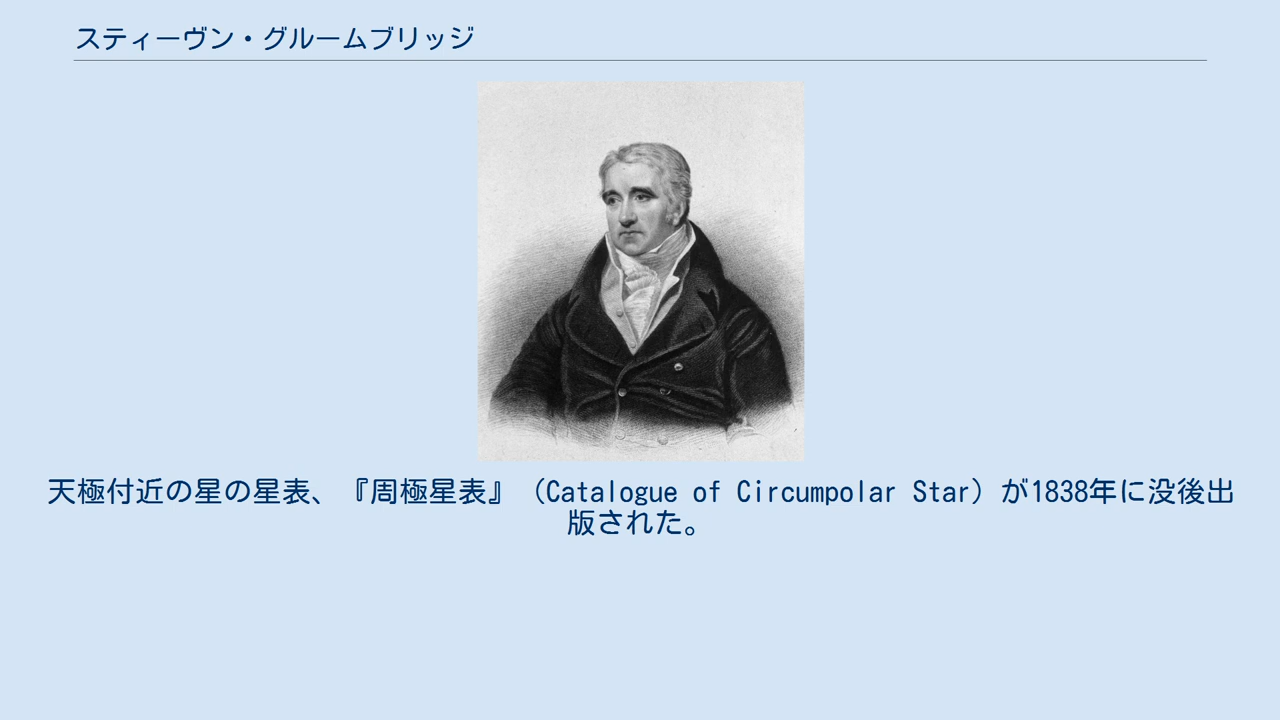 スティーヴン・グルームブリッジ
天極付近の星の星表、『周極星表』（Catalogue of Circumpolar Star）が1838年に没後出
版された。